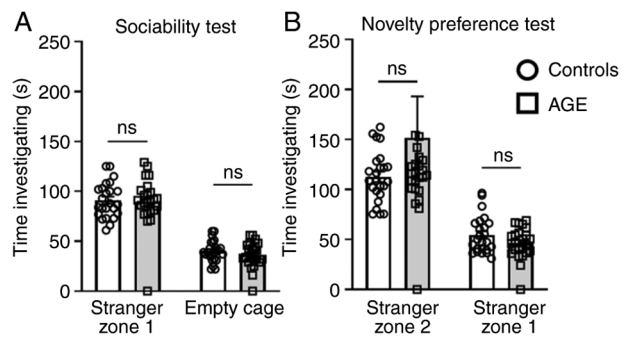 A
Sociability test
Time investigating (s)
250
200
150
100
50
0
ns
ns
Stranger
zone 1
Empty cage
B
Novelty preference test
Time investigating (s)
250
200
150
100
50
0
ns
ns
Controls
AGE
Stranger
zone 2
Stranger
zone 1